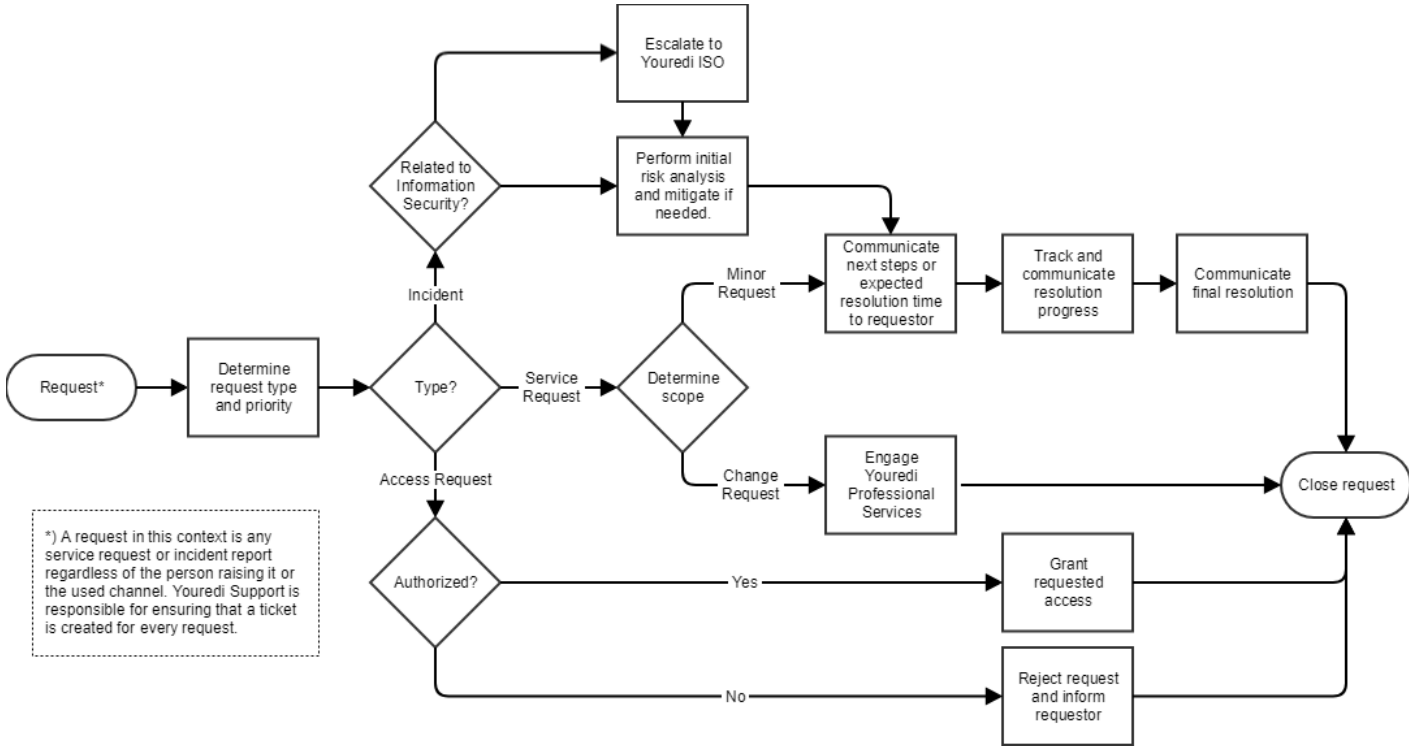 Escalate to
Youredi ISO
Related to
Information
Security?
Perform initial
risk analysis
and mitigate if
needed.
Incident
Minor
Request
Communicate
next steps or
expected
resolution time
to requestor
Track and
communicate
resolution
progress
Communicate
final resolution
Request*
Determine
request type
and priority
Type?
Service
Request
Determine
scope
Access Request
Change
Request
Engage
Youredi
Professional
Services
Close request
*) A request in this context is any
service request or incident report
regardless of the person raising it or
the used channel. Youredi Support is
responsible for ensuring that a ticket
is created for every request.
Authorized?
Yes
Grant
requested
access
No
Reject request
and inform
requestor